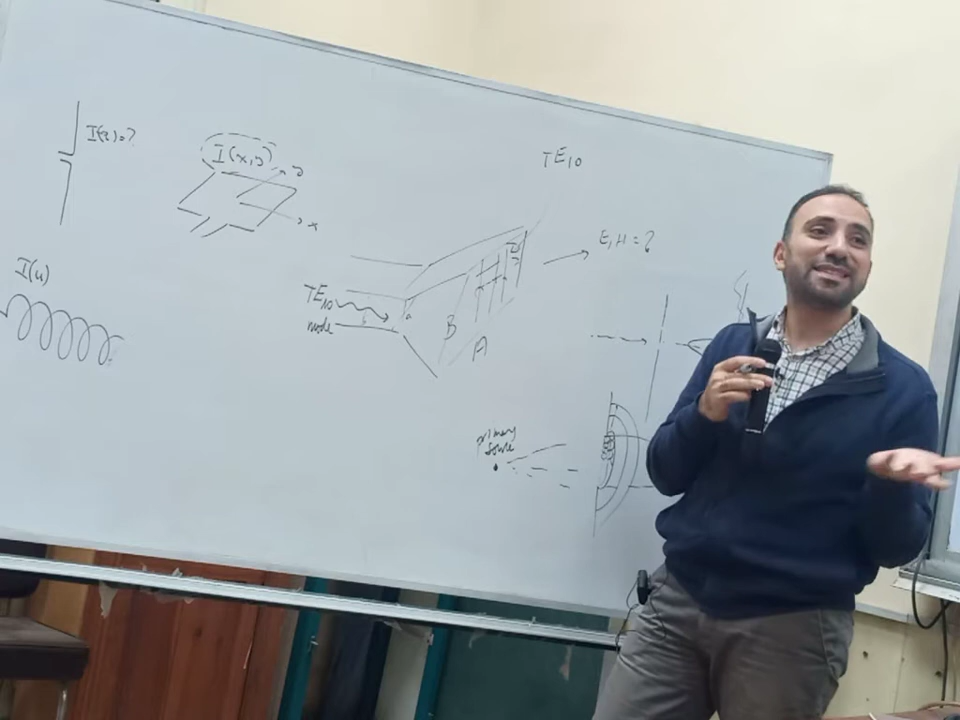 I(z)=?
I(x,y)
y
x
I(u)
TE10
E, H = ?
TE10
mode
a
B
A
primary
source